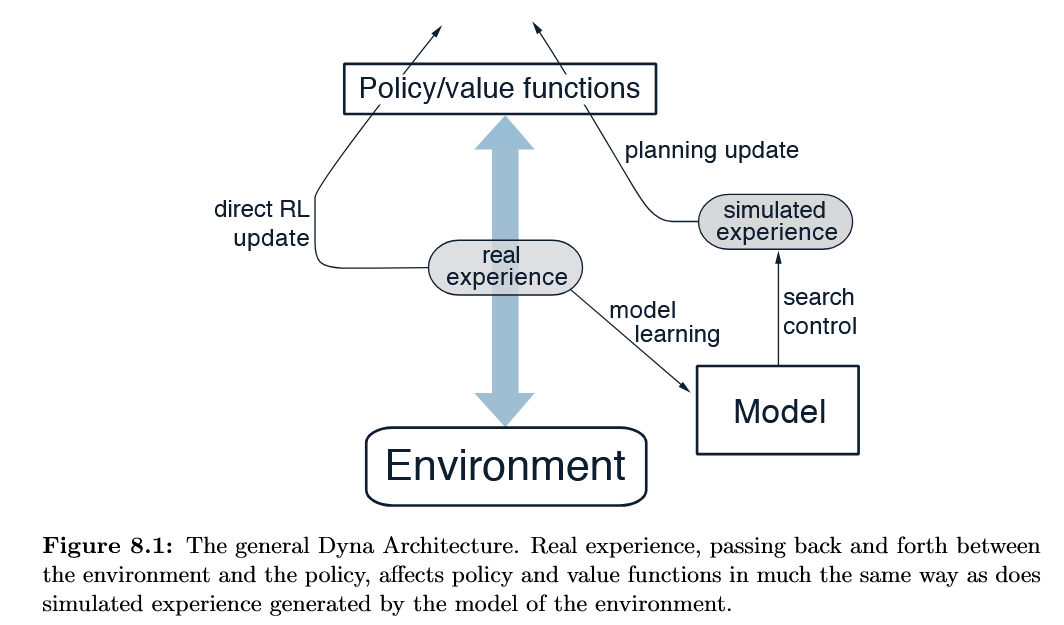 Policy/value functions
planning update
direct RL
update
simulated
experience
real
experience
model
learning
search
control
Model
Environment
Figure 8.1: The general Dyna Architecture. Real experience, passing back and forth between
the environment and the policy, affects policy and value functions in much the same way as does
simulated experience generated by the model of the environment.